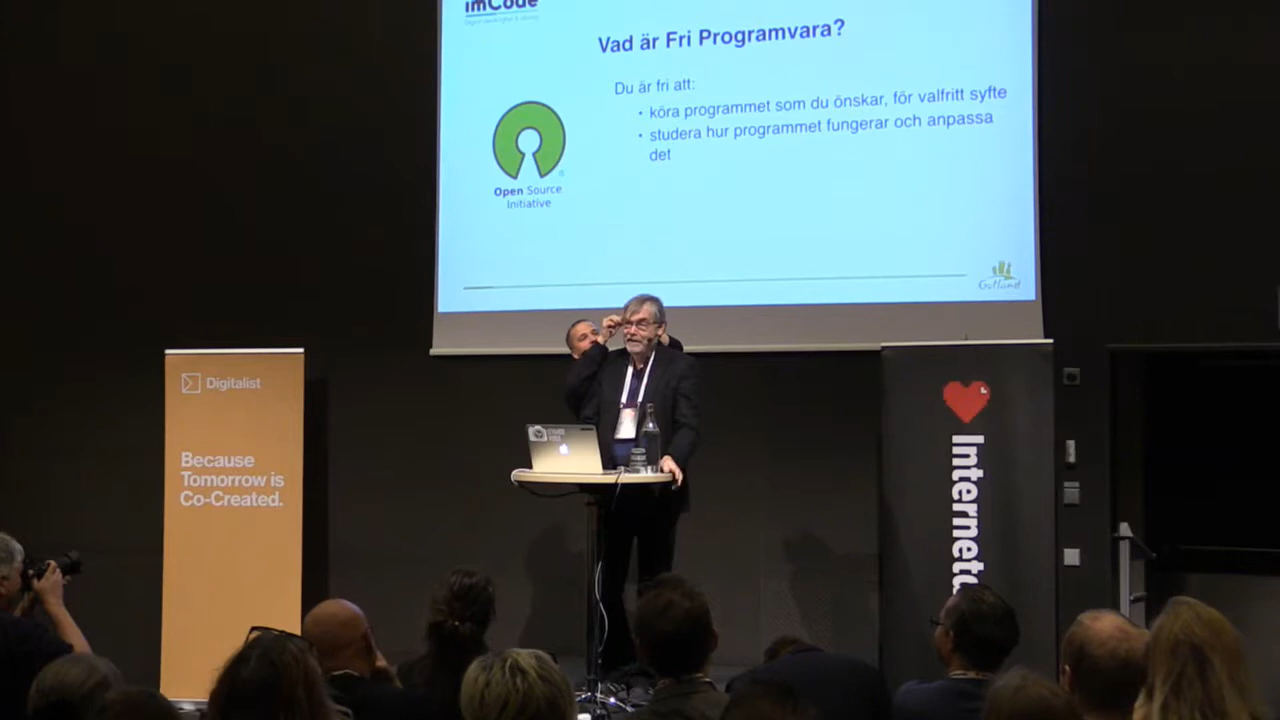 imCode
Vad är Fri Programvara?
Du är fri att:
• köra programmet som du önskar, för valfritt syfte
• studera hur programmet fungerar och anpassa
det
Open Source
Initiative
Gotland
Digitalist
Because
Tomorrow is
Co-Created.
Internetd